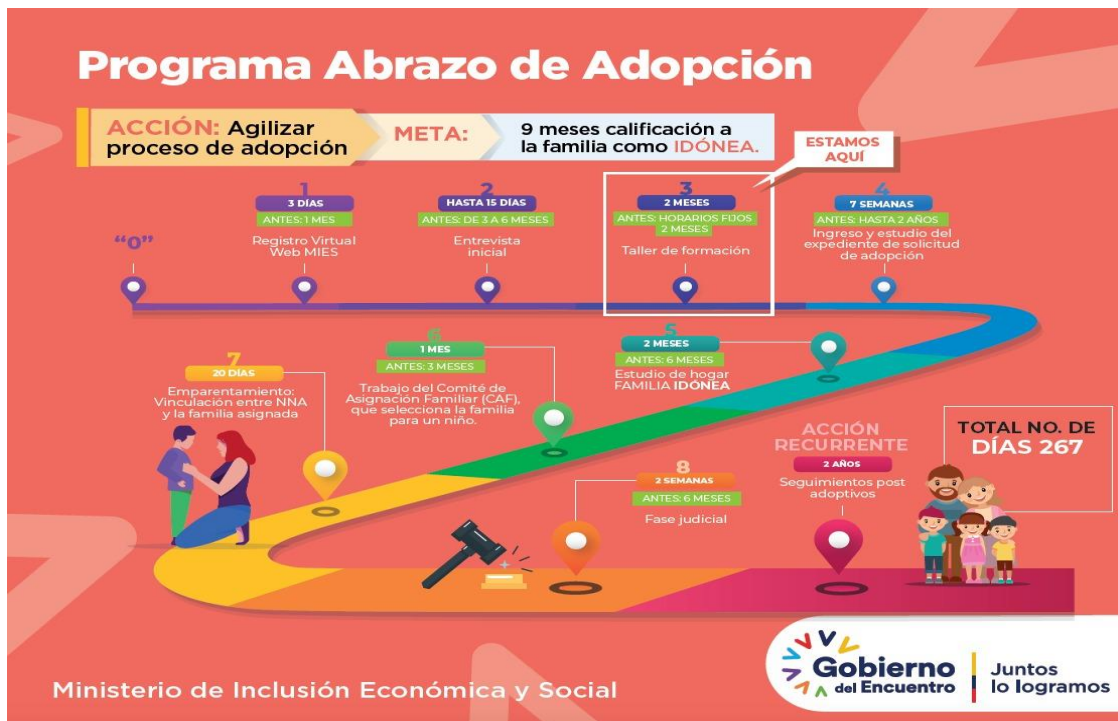 Programa Abrazo de Adopción
ACCIÓN: Agilizar
proceso de adopción
META:
9 meses calificación a
la familia como IDÓNEA.
ESTAMOS
AQUÍ
"0"
1
3 DÍAS
ANTES: 1 MES
Registro Virtual
Web MIES
2
HASTA 15 DÍAS
ANTES: DE 3 A 6 MESES
Entrevista
inicial
3
2 MESES
ANTES: HORARIOS FIJOS
2 MESES
Taller de formación
4
7 SEMANAS
ANTES: HASTA 2 AÑOS
Ingreso y estudio del
expediente de solicitud
de adopción
5
2 MESES
ANTES: 6 MESES
Estudio de hogar
FAMILIA IDÓNEA
6
1 MES
ANTES: 3 MESES
Trabajo del Comité de
Asignación Familiar (CAF),
que selecciona la familia
para un niño.
7
20 DÍAS
Emparentamiento:
Vinculación entre NNA
y la familia asignada
8
2 SEMANAS
ANTES: 6 MESES
Fase judicial
ACCIÓN
RECURRENTE
2 AÑOS
Seguimientos post
adoptivos
TOTAL NO. DE
DÍAS 267
Ministerio de Inclusión Económica y Social
Gobierno
del Encuentro
Juntos
lo logramos